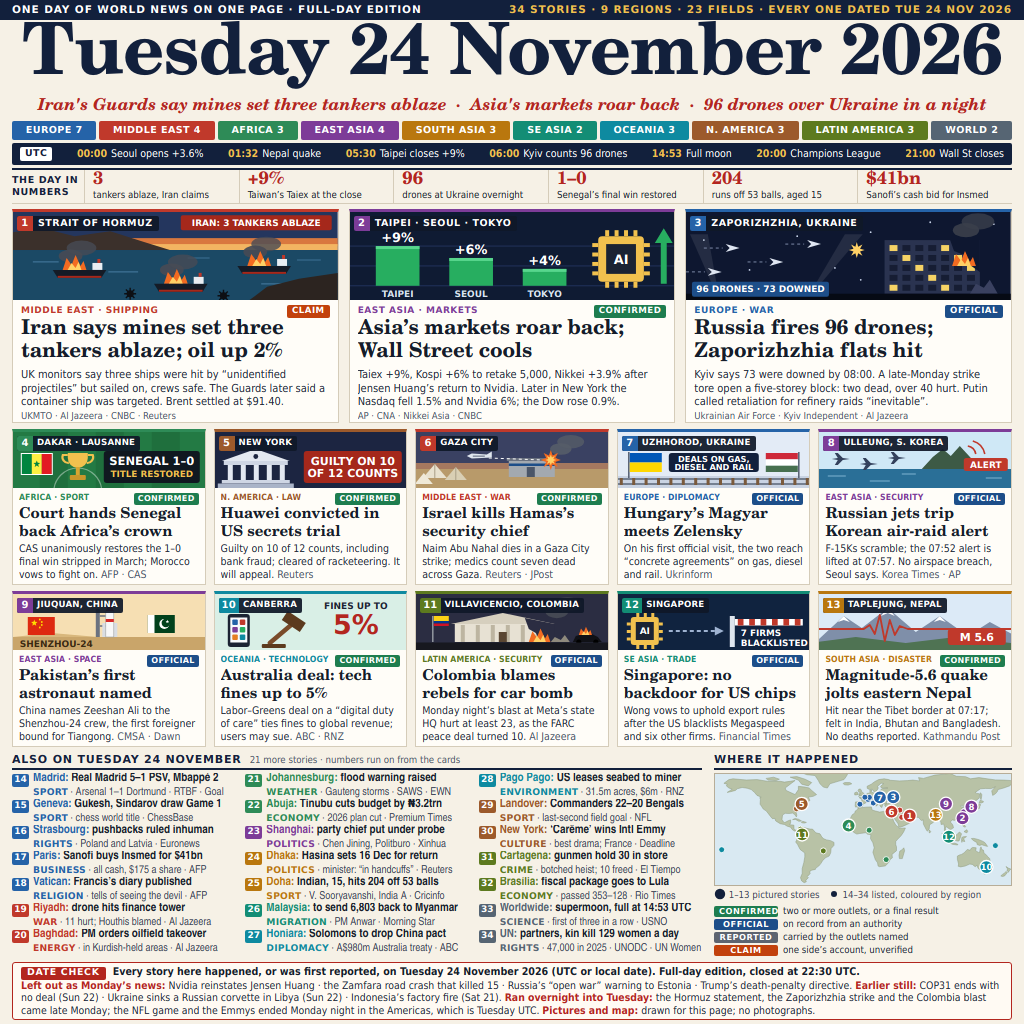 ONE DAY OF WORLD NEWS ON ONE PAGE · FULL-DAY EDITION
34 STORIES · 9 REGIONS · 23 FIELDS · EVERY ONE DATED TUE 24 NOV 2026
Tuesday 24 November 2026
Iran's Guards say mines set three tankers ablaze · Asia's markets roar back · 96 drones over Ukraine in a night
EUROPE 7
MIDDLE EAST 4
AFRICA 3
EAST ASIA 4
SOUTH ASIA 3
SE ASIA 2
OCEANIA 3
N. AMERICA 3
LATIN AMERICA 3
WORLD 2
UTC
00:00 Seoul opens +3.6%
01:32 Nepal quake
05:30 Taipei closes +9%
06:00 Kyiv counts 96 drones
14:53 Full moon
20:00 Champions League
21:00 Wall St closes
THE DAY IN
NUMBERS
3
tankers ablaze, Iran claims
+9%
Taiwan's Taiex at the close
96
drones at Ukraine overnight
1–0
Senegal's final win restored
204
runs off 53 balls, aged 15
$41bn
Sanofi's cash bid for Insmed
1 STRAIT OF HORMUZ
IRAN: 3 TANKERS ABLAZE
MIDDLE EAST · SHIPPING
CLAIM
Iran says mines set three
tankers ablaze; oil up 2%
UK monitors say three ships were hit by “unidentified
projectiles” but sailed on, crews safe. The Guards later said a
container ship was targeted. Brent settled at $91.40.
UKMTO · Al Jazeera · CNBC · Reuters
2 TAIPEI · SEOUL · TOKYO
+9%
+6%
+4%
AI
TAIPEI
SEOUL
TOKYO
EAST ASIA · MARKETS
CONFIRMED
Asia’s markets roar back;
Wall Street cools
Taiex +9%, Kospi +6% to retake 5,000, Nikkei +3.9% after
Jensen Huang's return to Nvidia. Later in New York the
Nasdaq fell 1.5% and Nvidia 6%; the Dow rose 0.9%.
AP · CNA · Nikkei Asia · CNBC
3 ZAPORIZHZHIA, UKRAINE
96 DRONES · 73 DOWNED
EUROPE · WAR
OFFICIAL
Russia fires 96 drones;
Zaporizhzhia flats hit
Kyiv says 73 were downed by 08:00. A late-Monday strike
tore open a five-storey block: two dead, over 40 hurt. Putin
called retaliation for refinery raids “inevitable”.
Ukrainian Air Force · Kyiv Independent · Al Jazeera
4 DAKAR · LAUSANNE
SENEGAL 1–0
TITLE RESTORED
AFRICA · SPORT
CONFIRMED
Court hands Senegal
back Africa’s crown
CAS unanimously restores the 1–0
final win stripped in March; Morocco
vows to fight on. AFP · CAS
5 NEW YORK
GUILTY ON 10
OF 12 COUNTS
N. AMERICA · LAW
CONFIRMED
Huawei convicted in
US secrets trial
Guilty on 10 of 12 counts, including
bank fraud; cleared of racketeering. It
will appeal. Reuters
6 GAZA CITY
MIDDLE EAST · WAR
CONFIRMED
Israel kills Hamas’s
security chief
Naim Abu Nahal dies in a Gaza City
strike; medics count seven dead
across Gaza. Reuters · JPost
7 UZHHOROD, UKRAINE
DEALS ON GAS,
DIESEL AND RAIL
EUROPE · DIPLOMACY
OFFICIAL
Hungary’s Magyar
meets Zelensky
On his first official visit, the two reach
“concrete agreements” on gas, diesel
and rail. Ukrinform
8 ULLEUNG, S. KOREA
ALERT
EAST ASIA · SECURITY
OFFICIAL
Russian jets trip
Korean air-raid alert
F-15Ks scramble; the 07:52 alert is
lifted at 07:57. No airspace breach,
Seoul says. Korea Times · AP
9 JIUQUAN, CHINA
SHENZHOU-24
EAST ASIA · SPACE
OFFICIAL
Pakistan’s first
astronaut named
China names Zeeshan Ali to the
Shenzhou-24 crew, the first foreigner
bound for Tiangong. CMSA · Dawn
10 CANBERRA
FINES UP TO
5%
OCEANIA · TECHNOLOGY
CONFIRMED
Australia deal: tech
fines up to 5%
Labor–Greens deal on a “digital duty
of care” ties fines to global revenue;
users may sue. ABC · RNZ
11 VILLAVICENCIO, COLOMBIA
LATIN AMERICA · SECURITY
OFFICIAL
Colombia blames
rebels for car bomb
Monday night’s blast at Meta’s state
HQ hurt at least 23, as the FARC
peace deal turned 10. Al Jazeera
12 SINGAPORE
AI
7 FIRMS
BLACKLISTED
SE ASIA · TRADE
OFFICIAL
Singapore: no
backdoor for US chips
Wong vows to uphold export rules
after the US blacklists Megaspeed
and six other firms. Financial Times
13 TAPLEJUNG, NEPAL
M 5.6
SOUTH ASIA · DISASTER
CONFIRMED
Magnitude-5.6 quake
jolts eastern Nepal
Hit near the Tibet border at 07:17;
felt in India, Bhutan and Bangladesh.
No deaths reported. Kathmandu Post
ALSO ON TUESDAY 24 NOVEMBER 21 more stories · numbers run on from the cards
14 Madrid: Real Madrid 5–1 PSV, Mbappé 2
SPORT · Arsenal 1–1 Dortmund · RTBF · Goal
15 Geneva: Gukesh, Sindarov draw Game 1
SPORT · chess world title · ChessBase
16 Strasbourg: pushbacks ruled inhuman
RIGHTS · Poland and Latvia · Euronews
17 Paris: Sanofi buys Insmed for $41bn
BUSINESS · all cash, $175 a share · AFP
18 Vatican: Francis’s diary published
RELIGION · tells of seeing the devil · AFP
19 Riyadh: drone hits finance tower
WAR · 11 hurt; Houthis blamed · Al Jazeera
20 Baghdad: PM orders oilfield takeover
ENERGY · in Kurdish-held areas · Al Jazeera
21 Johannesburg: flood warning raised
WEATHER · Gauteng storms · SAWS · EWN
22 Abuja: Tinubu cuts budget by ₦3.2trn
ECONOMY · 2026 plan cut · Premium Times
23 Shanghai: party chief put under probe
POLITICS · Chen Jining, Politburo · Xinhua
24 Dhaka: Hasina sets 16 Dec for return
POLITICS · minister: “in handcuffs” · Reuters
25 Doha: Indian, 15, hits 204 off 53 balls
SPORT · V. Sooryavanshi, India A · Cricinfo
26 Malaysia: to send 6,803 back to Myanmar
MIGRATION · PM Anwar · Morning Star
27 Honiara: Solomons to drop China pact
DIPLOMACY · A$980m Australia treaty · ABC
28 Pago Pago: US leases seabed to miner
ENVIRONMENT · 31.5m acres, $6m · RNZ
29 Landover: Commanders 22–20 Bengals
SPORT · last-second field goal · NFL
30 New York: ‘Carême’ wins Intl Emmy
CULTURE · best drama; France · Deadline
31 Cartagena: gunmen hold 30 in store
CRIME · botched heist; 10 freed · El Tiempo
32 Brasília: fiscal package goes to Lula
ECONOMY · passed 353–128 · Rio Times
33 Worldwide: supermoon, full at 14:53 UTC
SCIENCE · first of three in a row · USNO
34 UN: partners, kin kill 129 women a day
RIGHTS · 47,000 in 2025 · UNODC · UN Women
WHERE IT HAPPENED
5
7
3
6
1
4
11
13
9
8
2
12
10
1–13 pictured stories
14–34 listed, coloured by region
CONFIRMED two or more outlets, or a final result
OFFICIAL on record from an authority
REPORTED carried by the outlets named
CLAIM one side's account, unverified
DATE CHECK Every story here happened, or was first reported, on Tuesday 24 November 2026 (UTC or local date). Full-day edition, closed at 22:30 UTC.
Left out as Monday's news: Nvidia reinstates Jensen Huang · the Zamfara road crash that killed 15 · Russia's “open war” warning to Estonia · Trump's death-penalty directive. Earlier still: COP31 ends with
no deal (Sun 22) · Ukraine sinks a Russian corvette in Libya (Sun 22) · Indonesia's factory fire (Sat 21). Ran overnight into Tuesday: the Hormuz statement, the Zaporizhzhia strike and the Colombia blast
came late Monday; the NFL game and the Emmys ended Monday night in the Americas, which is Tuesday UTC. Pictures and map: drawn for this page; no photographs.